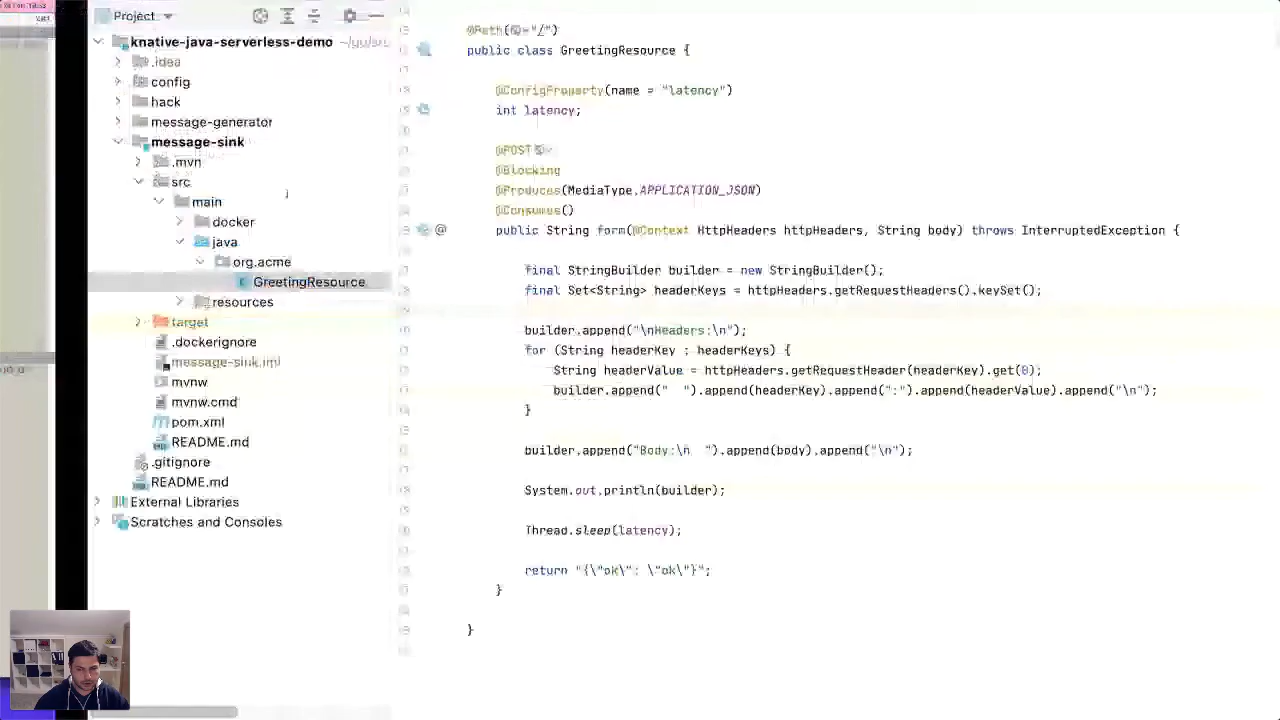 Project
knative-java-serverless-demo
.idea
config
hack
message-generator
message-sink
.mvn
src
main
docker
java
org.acme
GreetingResource
resources
target
.dockerignore
message-sink.iml
mvnw
mvnw.cmd
pom.xml
README.md
.gitignore
README.md
External Libraries
Scratches and Consoles
public class GreetingResource {
@ConfigProperty(name = "latency")
int latency;
@POST
@Blocking
@Produces(MediaType.APPLICATION_JSON)
@Consumes()
public String form(@Context HttpHeaders httpHeaders, String body) throws InterruptedException {
final StringBuilder builder = new StringBuilder();
final Set<String> headerKeys = httpHeaders.getRequestHeaders().keySet();
builder.append("\nHeaders:\n");
for (String headerKey : headerKeys) {
String headerValue = httpHeaders.getRequestHeader(headerKey).get(0);
builder.append("  ").append(headerKey).append(":").append(headerValue).append("\n");
}
builder.append("Body:\n  ").append(body).append("\n");
System.out.println(builder);
Thread.sleep(latency);
return "{\"ok\": \"ok\"}";
}
}